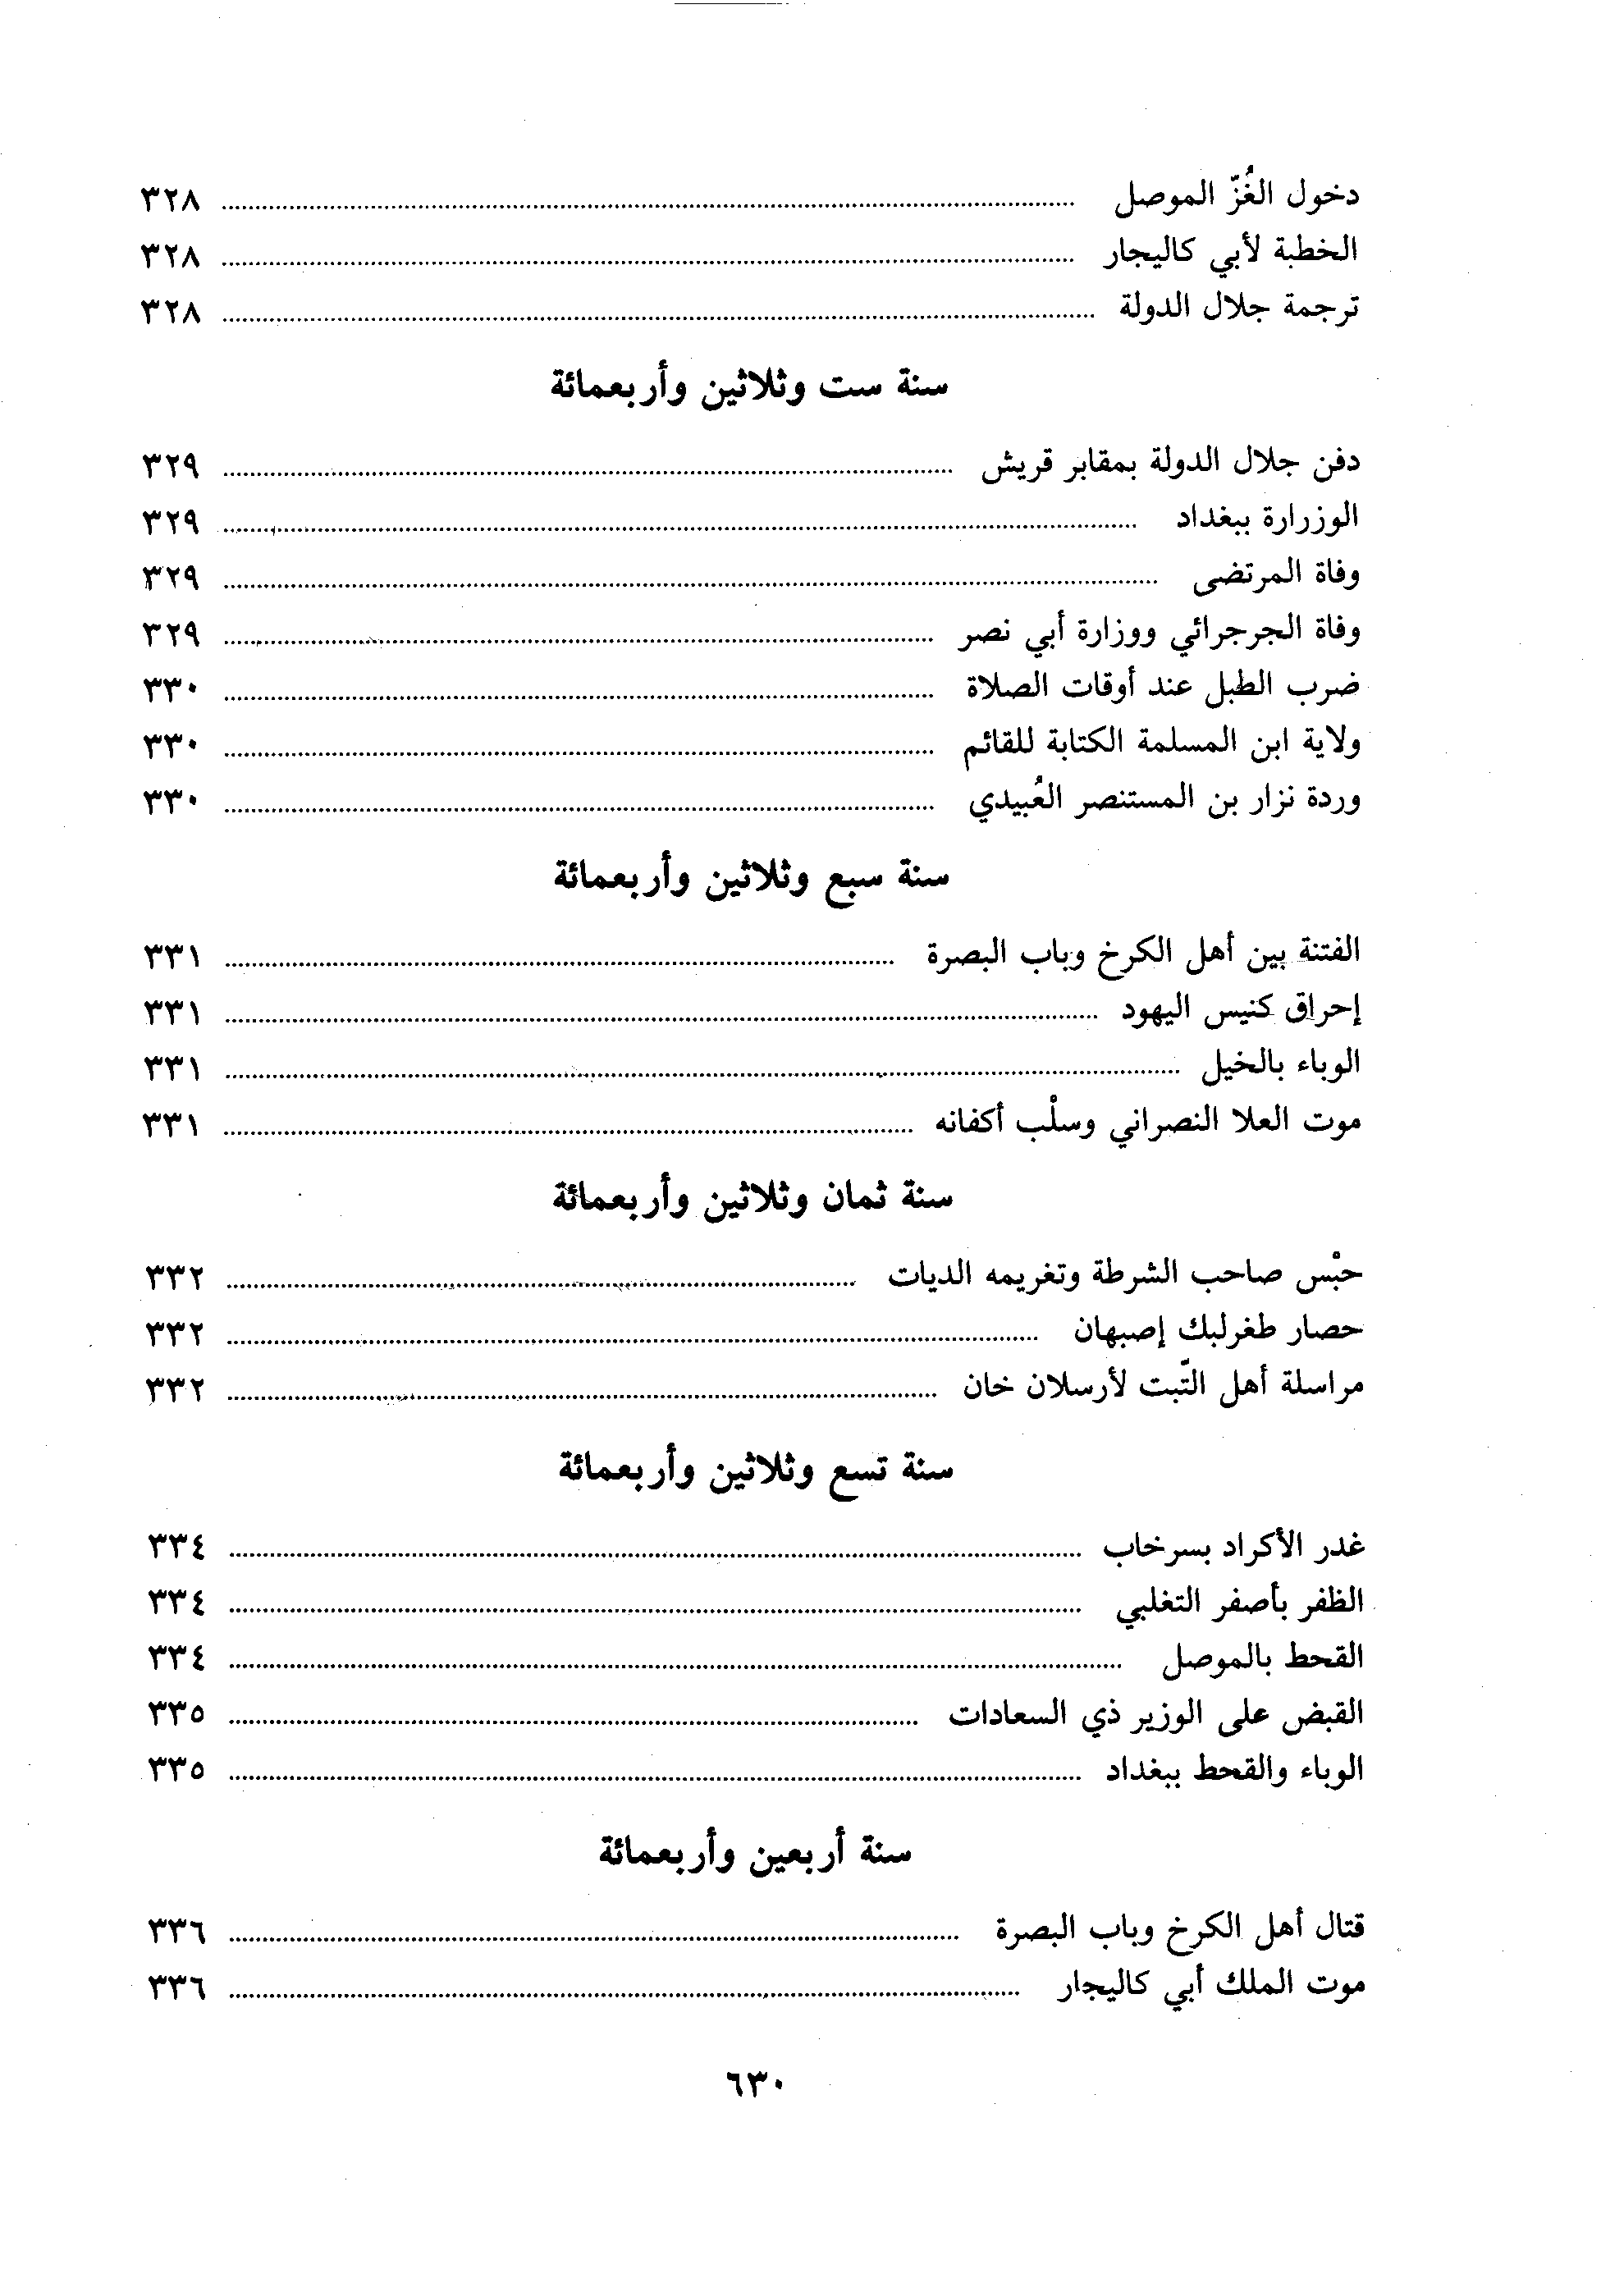 دخول الغُزّ الموصل ........ ٣٢٨
الخطبة لأبي كاليجار ........ ٣٢٨
ترجمة جلال الدولة ........ ٣٢٨
سنة ست وثلاثين وأربعمائة
دفن جلال الدولة بمقابر قريش ........ ٣٢٩
الوزرارة ببغداد ........ ٣٢٩
وفاة المرتضى ........ ٣٢٩
وفاة الجرجرائي ووزارة أبي نصر ........ ٣٢٩
ضرب الطبل عند أوقات الصلاة ........ ٣٣٠
ولاية ابن المسلمة الكتابة للقائم ........ ٣٣٠
وردة نزار بن المستنصر العُبيدي ........ ٣٣٠
سنة سبع وثلاثين وأربعمائة
الفتنة بين أهل الكرخ وباب البصرة ........ ٣٣١
إحراق كنيس اليهود ........ ٣٣١
الوباء بالخيل ........ ٣٣١
موت العلا النصراني وسلْب أكفانه ........ ٣٣١
سنة ثمان وثلاثين وأربعمائة
حبْس صاحب الشرطة وتغريمه الديات ........ ٣٣٢
حصار طغرلبك إصبهان ........ ٣٣٢
مراسلة أهل التّبت لأرسلان خان ........ ٣٣٢
سنة تسع وثلاثين وأربعمائة
غدر الأكراد بسرخاب ........ ٣٣٤
الظفر بأصفر التغلبي ........ ٣٣٤
القحط بالموصل ........ ٣٣٤
القبض على الوزير ذي السعادات ........ ٣٣٥
الوباء والقحط ببغداد ........ ٣٣٥
سنة أربعين وأربعمائة
قتال أهل الكرخ وباب البصرة ........ ٣٣٦
موت الملك أبي كاليجار ........ ٣٣٦
٦٣٠